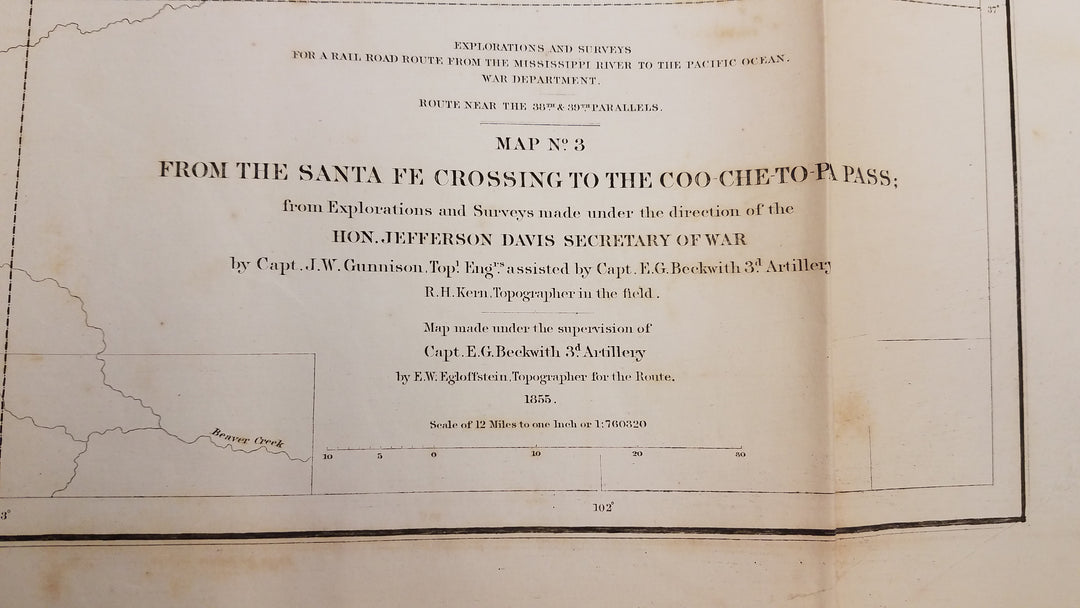 37°
EXPLORATIONS AND SURVEYS
FOR A RAIL ROAD ROUTE FROM THE MISSISSIPPI RIVER TO THE PACIFIC OCEAN.
WAR DEPARTMENT.
ROUTE NEAR THE 38TH & 39TH PARALLELS.
MAP Nº 3
FROM THE SANTA FE CROSSING TO THE COO-CHE-TO-PA PASS;
from Explorations and Surveys made under the direction of the
HON. JEFFERSON DAVIS SECRETARY OF WAR
by Capt. J.W. Gunnison, Topl Engrs assisted by Capt. E.G. Beckwith 3d Artillery
R.H. Kern, Topographer in the field.
Map made under the supervision of
Capt. E.G. Beckwith 3d Artillery
by E.W. Egloffstein, Topographer for the Route.
1855.
Scale of 12 Miles to one Inch or 1:760320
Beaver Creek
10 5 0 10 20 30
3° 102°